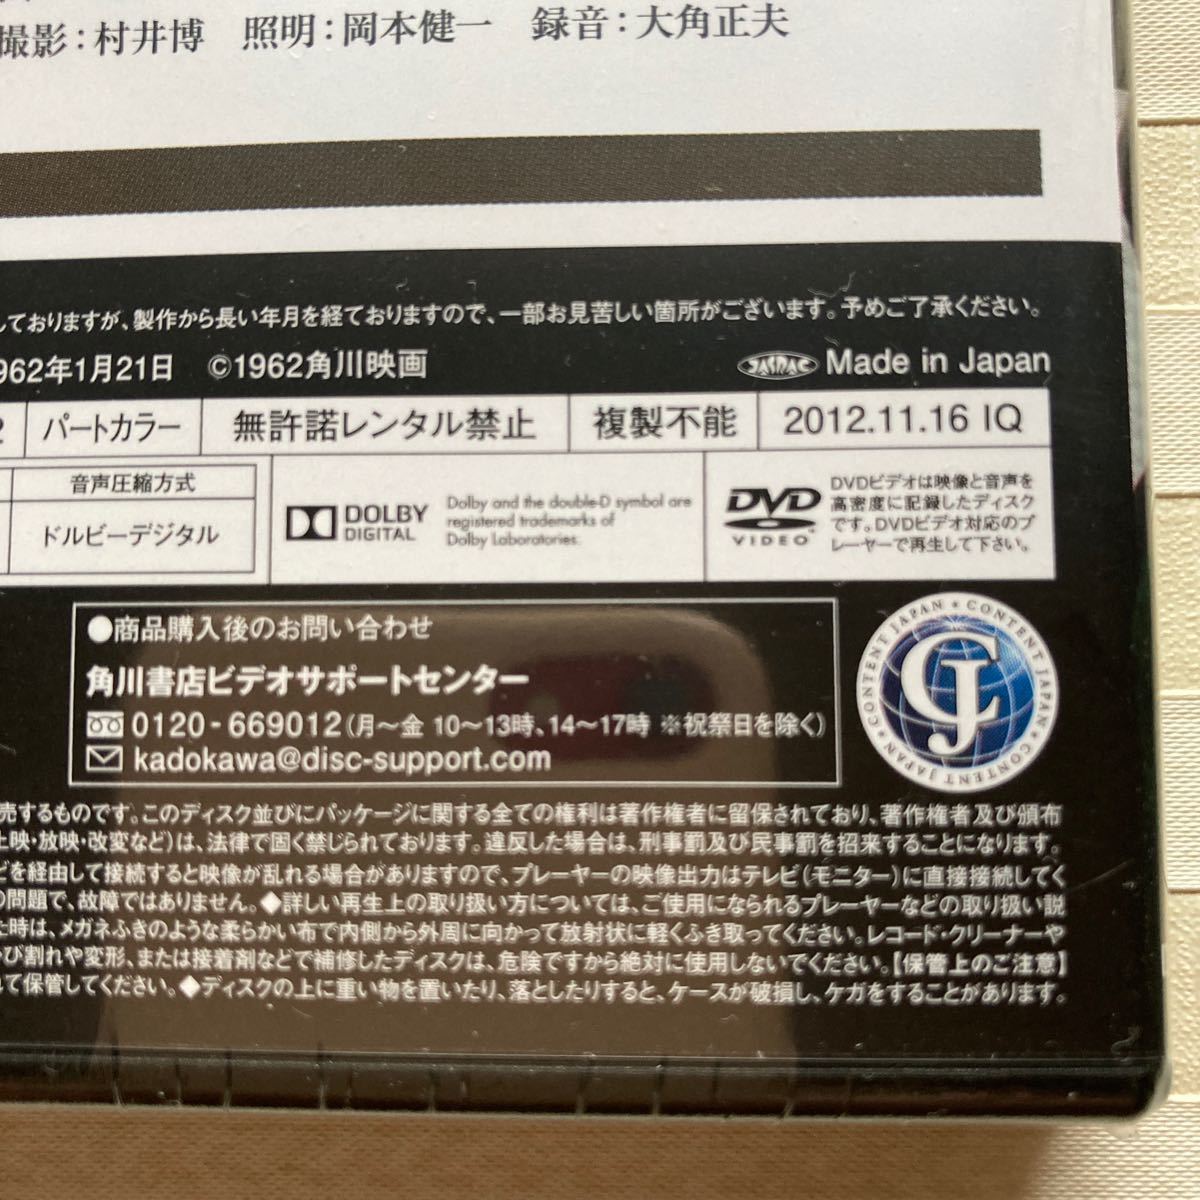 撮影：村井博　照明：岡本健一　録音：大角正夫
しておりますが、製作から長い年月を経ておりますので、一部お見苦しい箇所がございます。予めご了承ください。
962年1月21日　©1962角川映画　JASRAC Made in Japan
2　パートカラー　無許諾レンタル禁止　複製不能　2012.11.16 IQ
音声圧縮方式
ドルビーデジタル
DOLBY
DIGITAL
Dolby and the double-D symbol are
registered trademarks of
Dolby Laboratories.
DVD
VIDEO
DVDビデオは映像と音声を
高密度に記録したディスク
です。DVDビデオ対応のプ
レーヤーで再生して下さい。
●商品購入後のお問い合わせ
角川書店ビデオサポートセンター
0120-669012（月～金 10～13時、14～17時 ※祝祭日を除く）
kadokawa@disc-support.com
CJ
CONTENT JAPAN * CONTENT JAPAN * CONTENT JAPAN *
売するものです。このディスク並びにパッケージに関する全ての権利は著作権者に留保されており、著作権者及び頒布
上映・放映・改変など）は、法律で固く禁じられております。違反した場合は、刑事罰及び民事罰を招来することになります。
どを経由して接続すると映像が乱れる場合がありますので、プレーヤーの映像出力はテレビ（モニター）に直接接続してく
の問題で、故障ではありません。◆詳しい再生上の取り扱い方については、ご使用になられるプレーヤーなどの取り扱い説
た時は、メガネふきのような柔らかい布で内側から外周に向かって放射状に軽くふき取ってください。レコード・クリーナーや
ひび割れや変形、または接着剤などで補修したディスクは、危険ですから絶対に使用しないでください。【保管上のご注意】
て保管してください。◆ディスクの上に重い物を置いたり、落としたりすると、ケースが破損し、ケガをすることがあります。